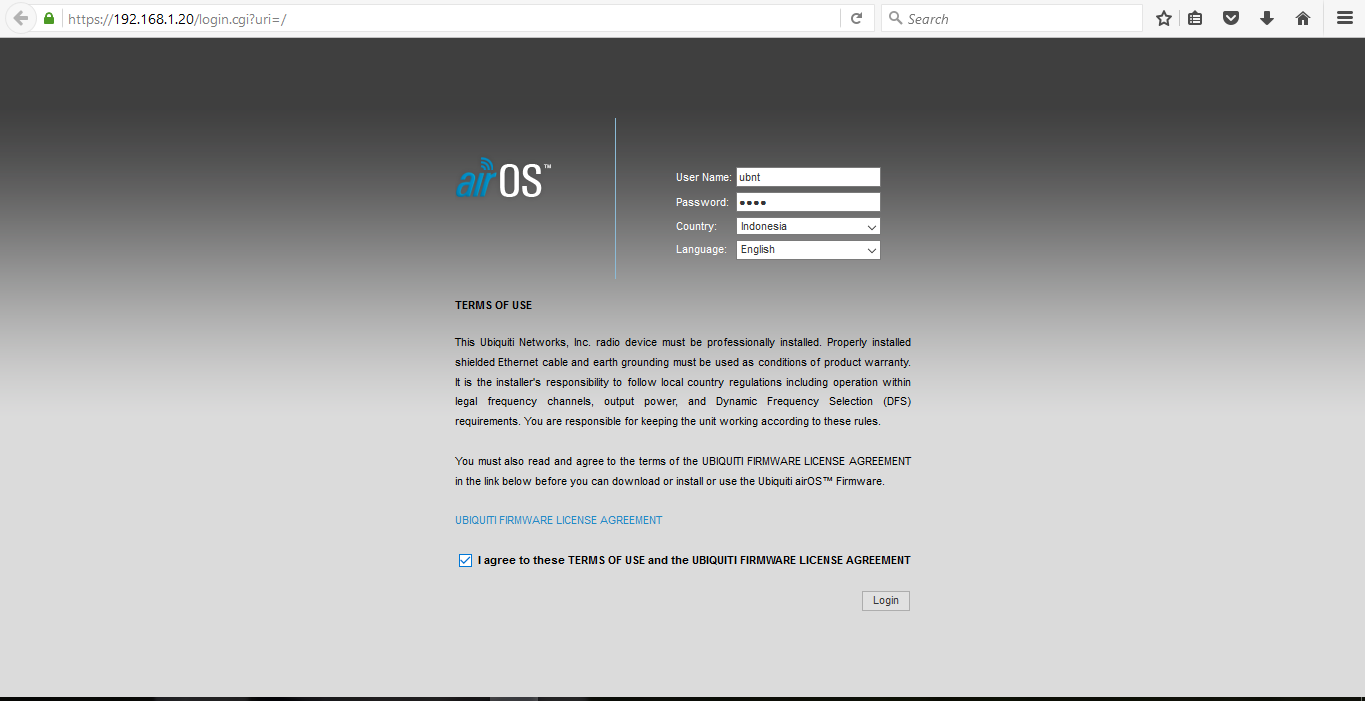 https://192.168.1.20/login.cgi?uri=/
Search
airOS™
User Name: ubnt
Password: ••••
Country: Indonesia
Language: English
TERMS OF USE
This Ubiquiti Networks, Inc. radio device must be professionally installed. Properly installed
shielded Ethernet cable and earth grounding must be used as conditions of product warranty.
It is the installer's responsibility to follow local country regulations including operation within
legal frequency channels, output power, and Dynamic Frequency Selection (DFS)
requirements. You are responsible for keeping the unit working according to these rules.
You must also read and agree to the terms of the UBIQUITI FIRMWARE LICENSE AGREEMENT
in the link below before you can download or install or use the Ubiquiti airOS™ Firmware.
UBIQUITI FIRMWARE LICENSE AGREEMENT
I agree to these TERMS OF USE and the UBIQUITI FIRMWARE LICENSE AGREEMENT
Login